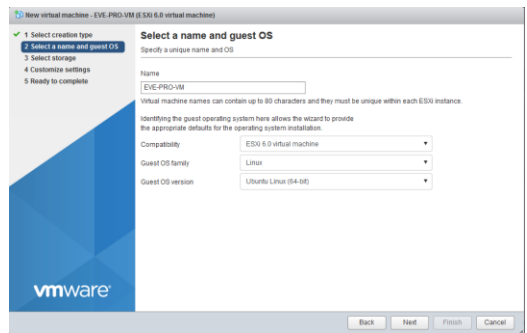 New virtual machine - EVE-PRO-VM (ESXi 6.0 virtual machine)
1 Select creation type
2 Select a name and guest OS
3 Select storage
4 Customize settings
5 Ready to complete
Select a name and guest OS
Specify a unique name and OS
Name
EVE-PRO-VM
Virtual machine names can contain up to 80 characters and they must be unique within each ESXi instance.
Identifying the guest operating system here allows the wizard to provide
the appropriate defaults for the operating system installation.
Compatibility
ESXi 6.0 virtual machine
Guest OS family
Linux
Guest OS version
Ubuntu Linux (64-bit)
vmware
Back Next Finish Cancel